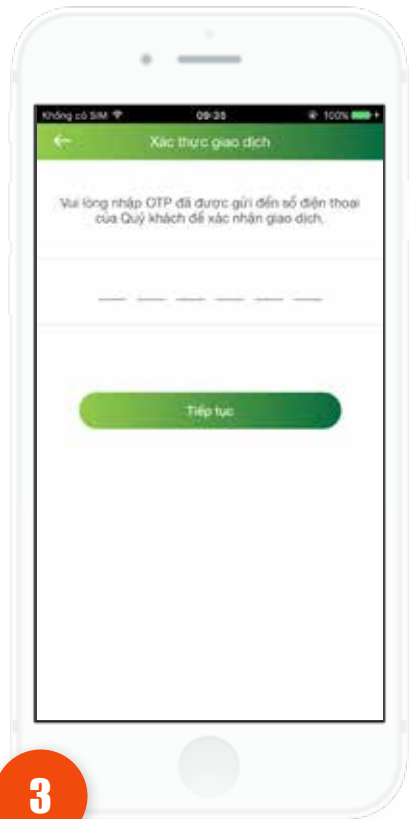 Không có SIM 09:35 100%
Xác thực giao dịch
Vui lòng nhập OTP đã được gửi đến số điện thoại
của Quý khách để xác nhận giao dịch.
Tiếp tục
3